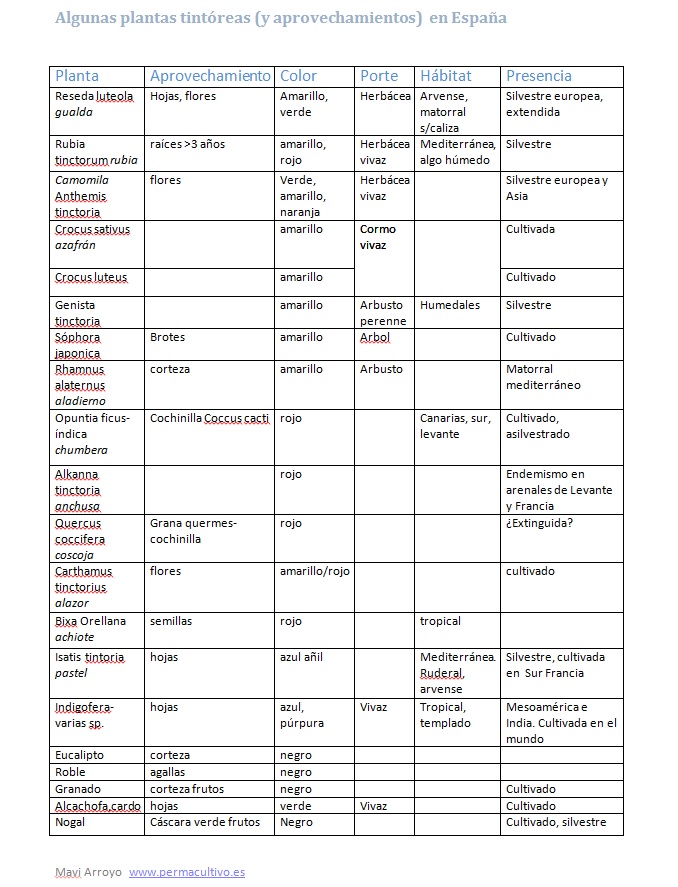 Algunas plantas tintóreas (y aprovechamientos) en España
Planta Aprovechamiento Color Porte Hábitat Presencia
Reseda luteola Hojas, flores Amarillo, Herbácea Arvense, Silvestre europea,
gualda verde matorral extendida
s/caliza
Rubia raíces >3 años amarillo, Herbácea Mediterránea, Silvestre
tinctorum rubia rojo vivaz algo húmedo
Camomila flores Verde, Herbácea Silvestre europea y
Anthemis amarillo, vivaz Asia
tinctoria naranja
Crocus sativus amarillo Cormo Cultivada
azafrán vivaz
Crocus luteus amarillo Cultivado
Genista amarillo Arbusto Humedales Silvestre
tinctoria perenne
Sóphora Brotes amarillo Arbol Cultivado
japonica
Rhamnus corteza amarillo Arbusto Matorral
alaternus mediterráneo
aladierno
Opuntia ficus- Cochinilla Coccus cacti rojo Canarias, sur, Cultivado,
índica levante asilvestrado
chumbera
Alkanna rojo Endemismo en
tinctoria arenales de Levante
anchusa y Francia
Quercus Grana quermes- rojo ¿Extinguida?
coccifera cochinilla
coscoja
Carthamus flores amarillo/rojo cultivado
tinctorius
alazor
Bixa Orellana semillas rojo tropical
achiote
Isatis tintoria hojas azul añil Mediterránea. Silvestre, cultivada
pastel Ruderal, en Sur Francia
arvense
Indigofera- hojas azul, Vivaz Tropical, Mesoamérica e
varias sp. púrpura templado India. Cultivada en el
mundo
Eucalipto corteza negro
Roble agallas negro
Granado corteza frutos negro Cultivado
Alcachofa,cardo hojas verde Vivaz Cultivado
Nogal Cáscara verde frutos Negro Cultivado, silvestre
Mavi Arroyo www.permacultivo.es